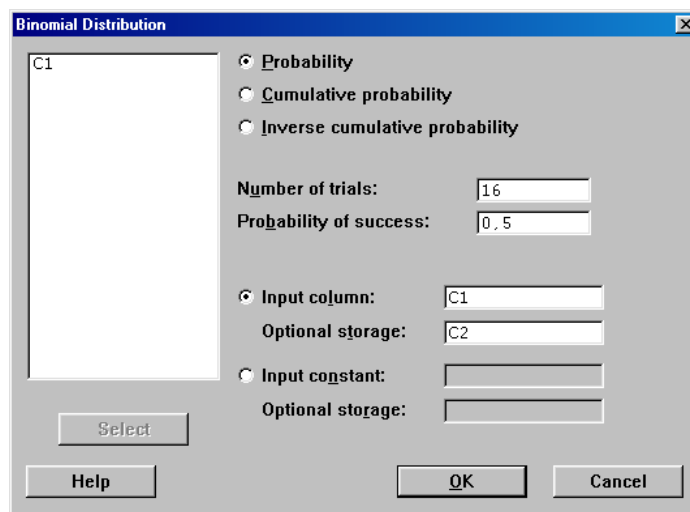 Binomial Distribution
C1
Probability
Cumulative probability
Inverse cumulative probability
Number of trials: 16
Probability of success: 0,5
Input column: C1
Optional storage: C2
Input constant:
Optional storage:
Select
Help OK Cancel